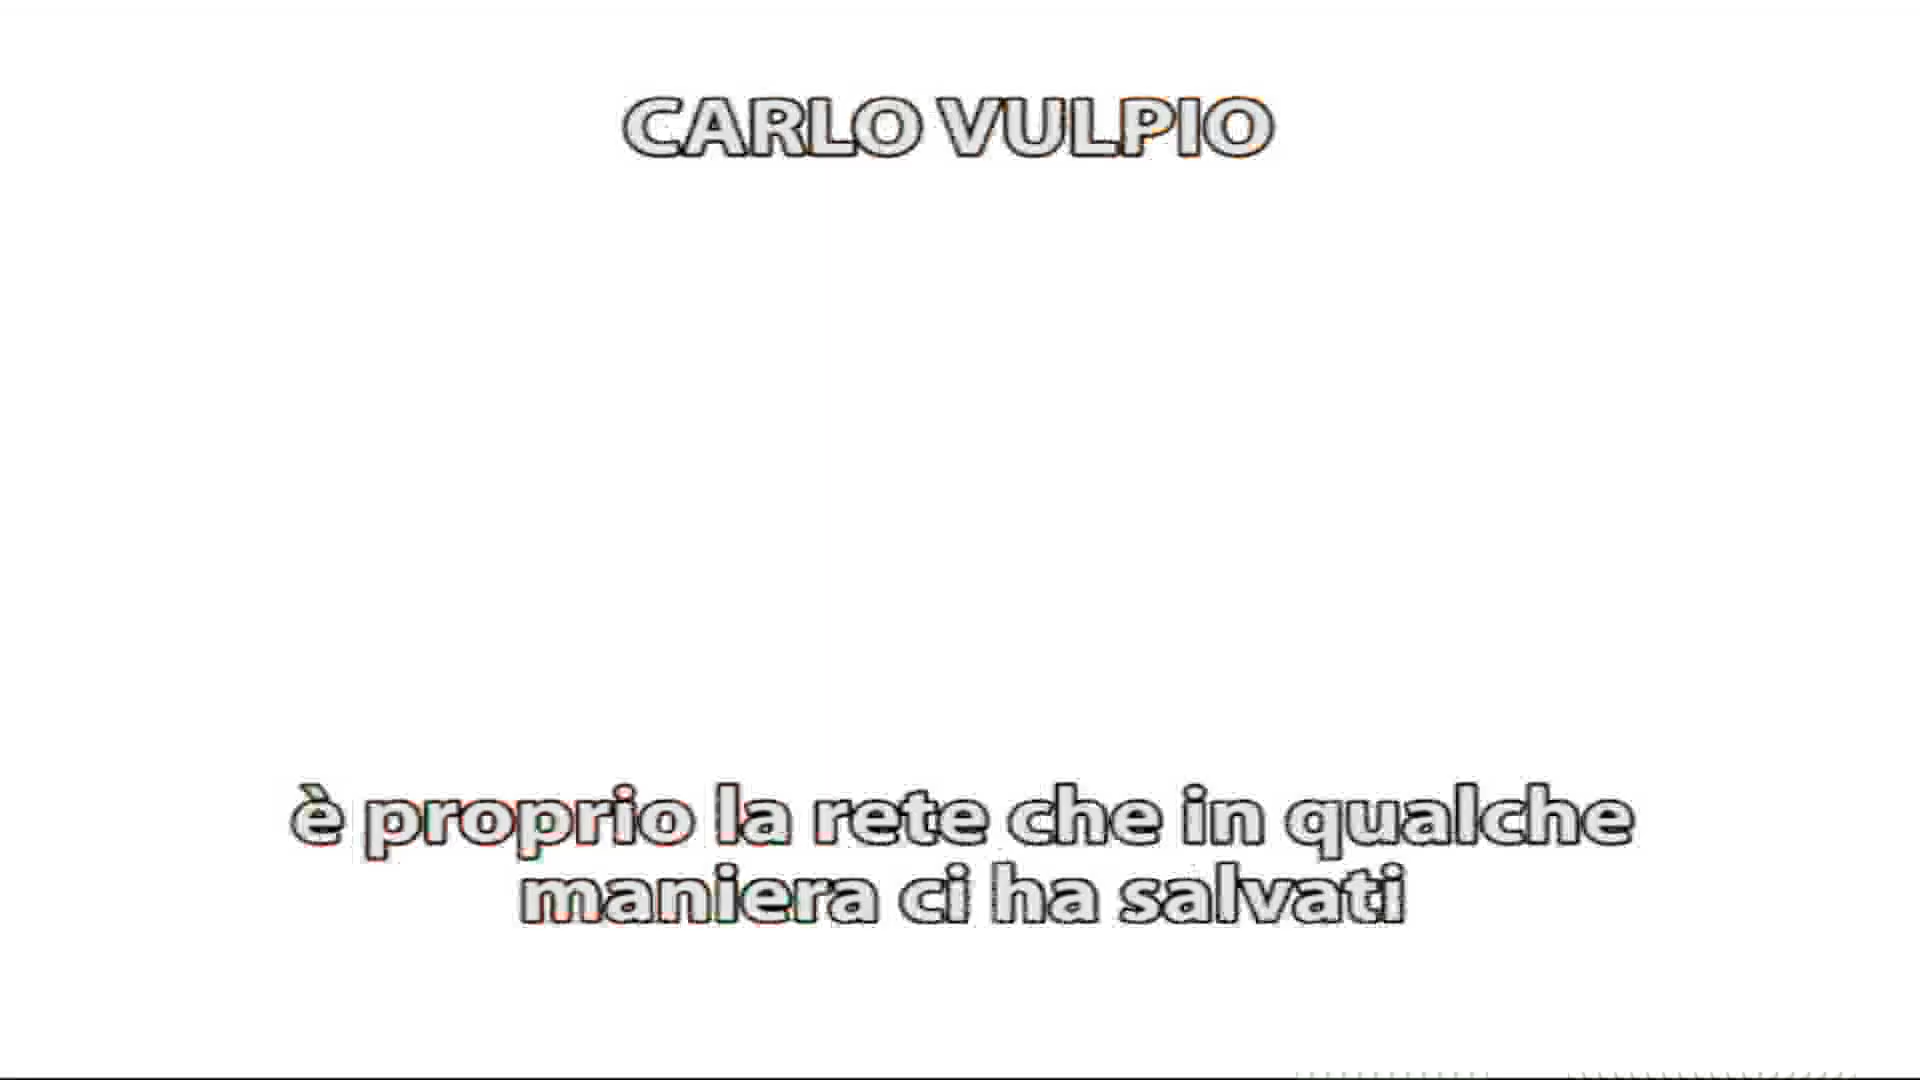 CARLO VULPIO
è proprio la rete che in qualche
maniera ci ha salvati